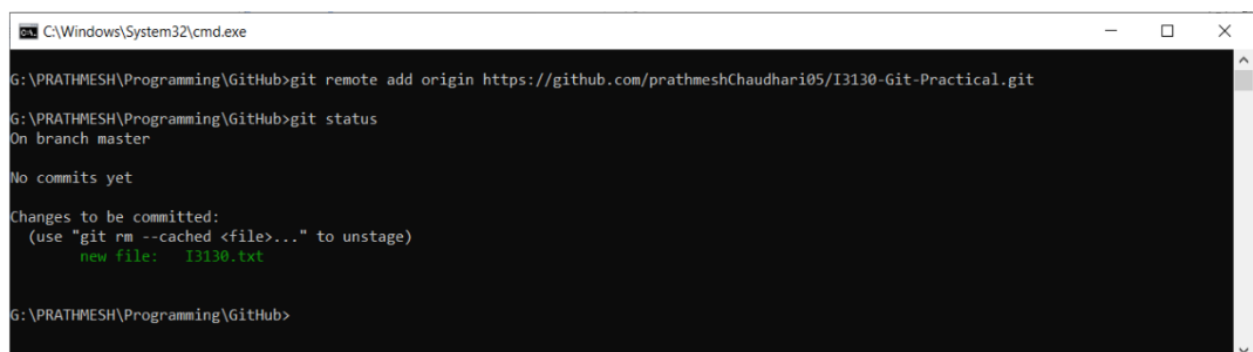 C:\Windows\System32\cmd.exe
G:\PRATHMESH\Programming\GitHub>git remote add origin https://github.com/prathmeshChaudhari05/I3130-Git-Practical.git
G:\PRATHMESH\Programming\GitHub>git status
On branch master
No commits yet
Changes to be committed:
(use "git rm --cached <file>..." to unstage)
new file: I3130.txt
G:\PRATHMESH\Programming\GitHub>